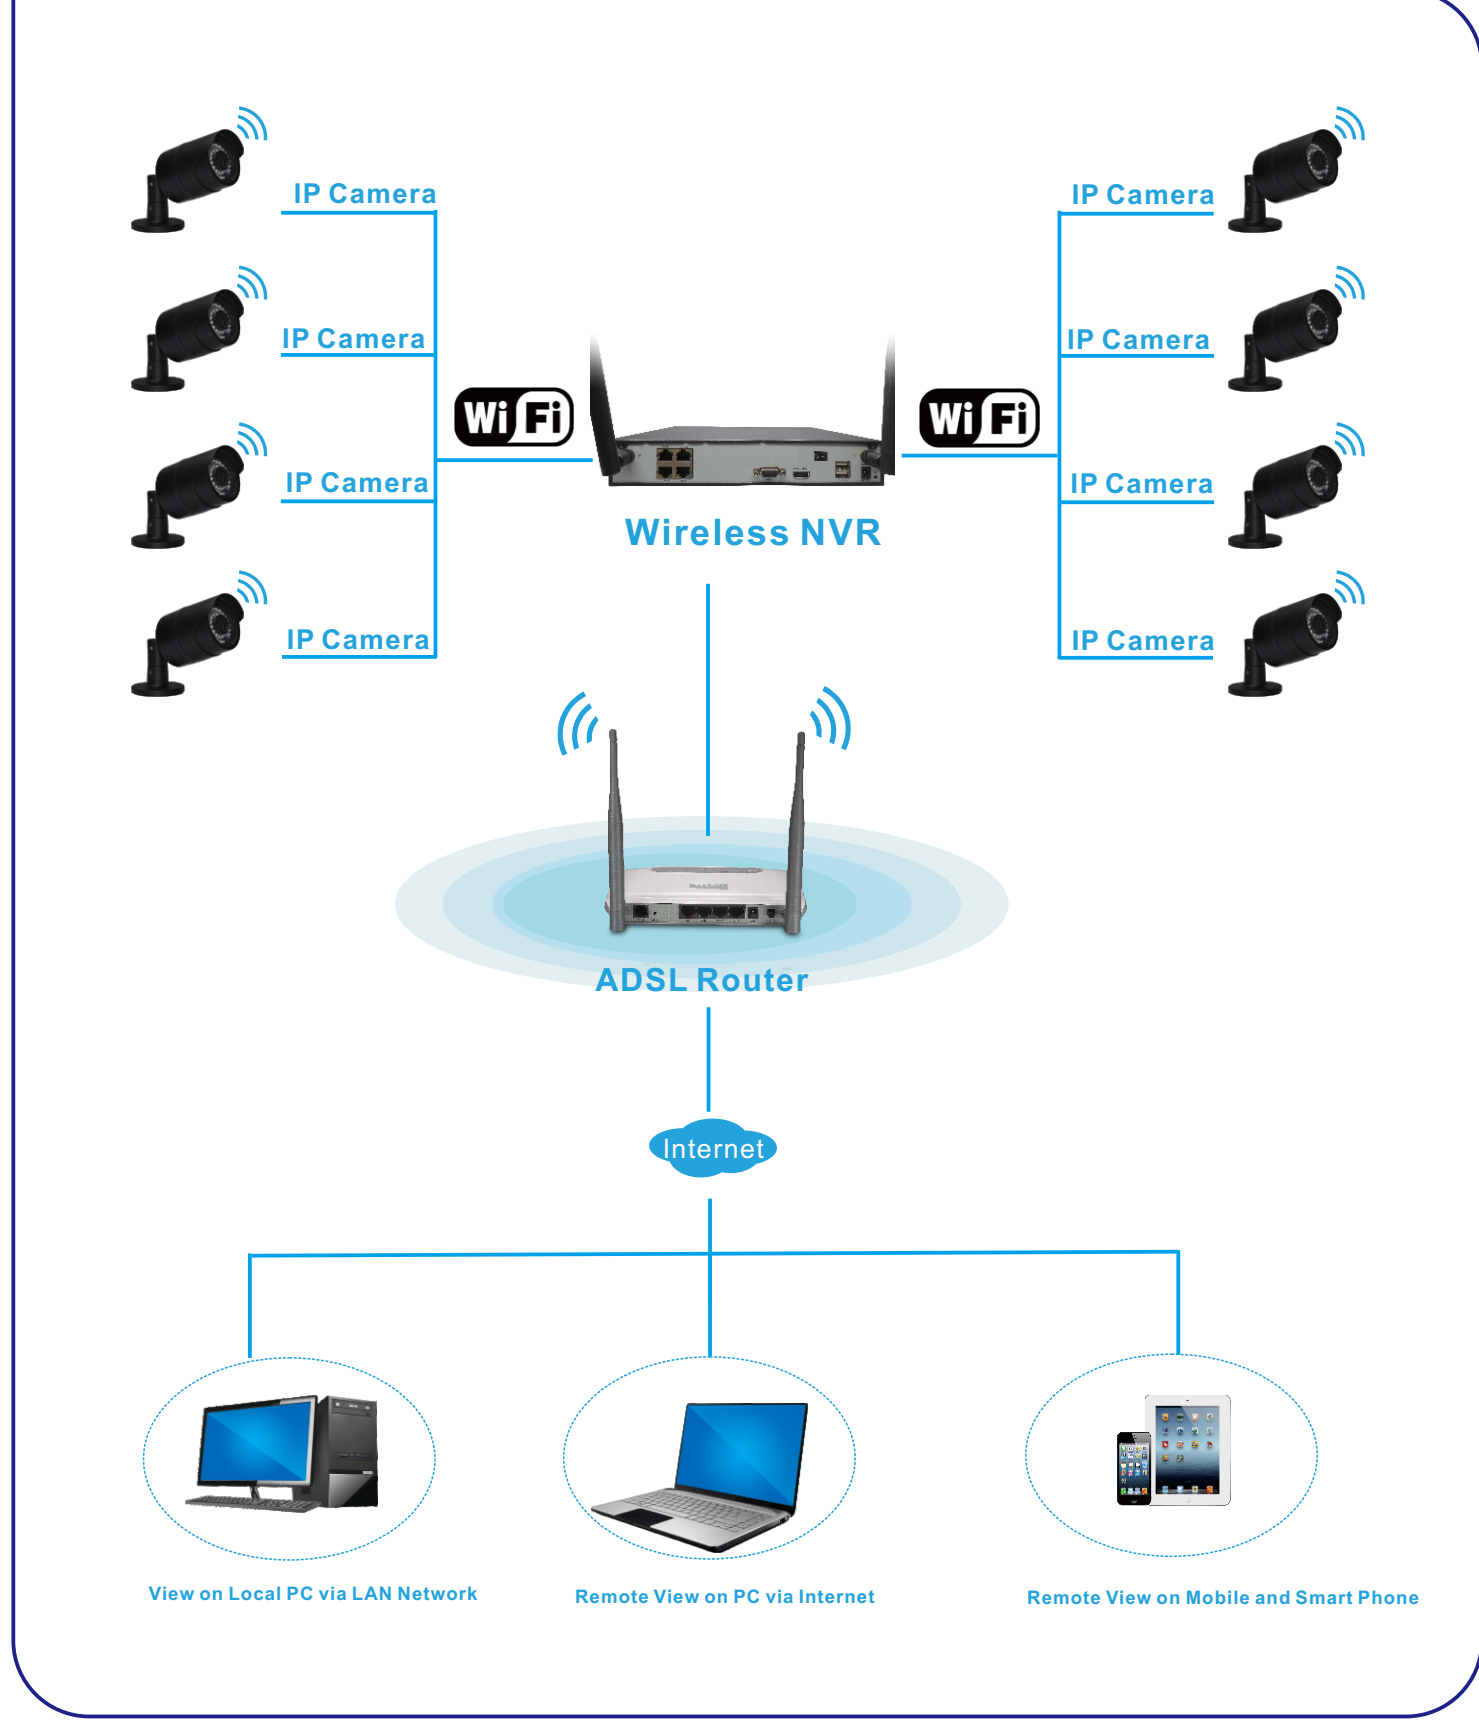 IP Camera
IP Camera
IP Camera
IP Camera
Wi Fi
Wi Fi
IP Camera
IP Camera
IP Camera
IP Camera
Wireless NVR
ADSL Router
Internet
View on Local PC via LAN Network
Remote View on PC via Internet
Remote View on Mobile and Smart Phone